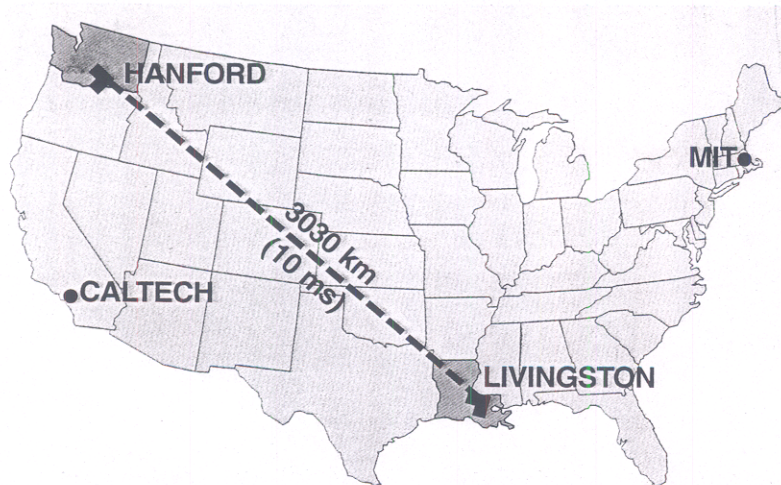 HANFORD
MIT
3030 km
(10 ms)
CALTECH
LIVINGSTON